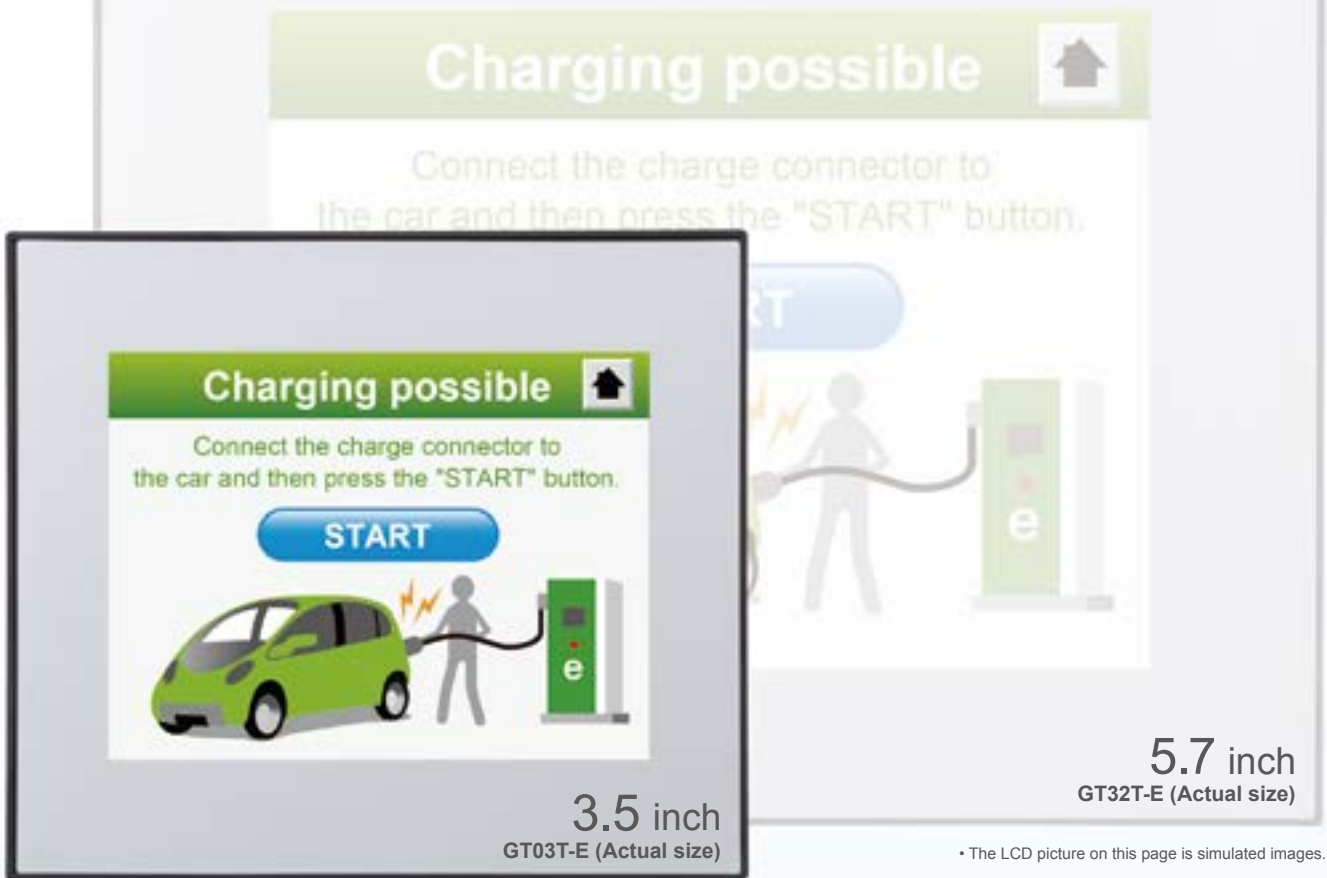 Charging possible
Connect the charge connector to
the car and then press the "START" button.
RT
e
5.7 inch
GT32T-E (Actual size)
Charging possible
Connect the charge connector to
the car and then press the "START" button.
START
e
3.5 inch
GT03T-E (Actual size)
• The LCD picture on this page is simulated images.